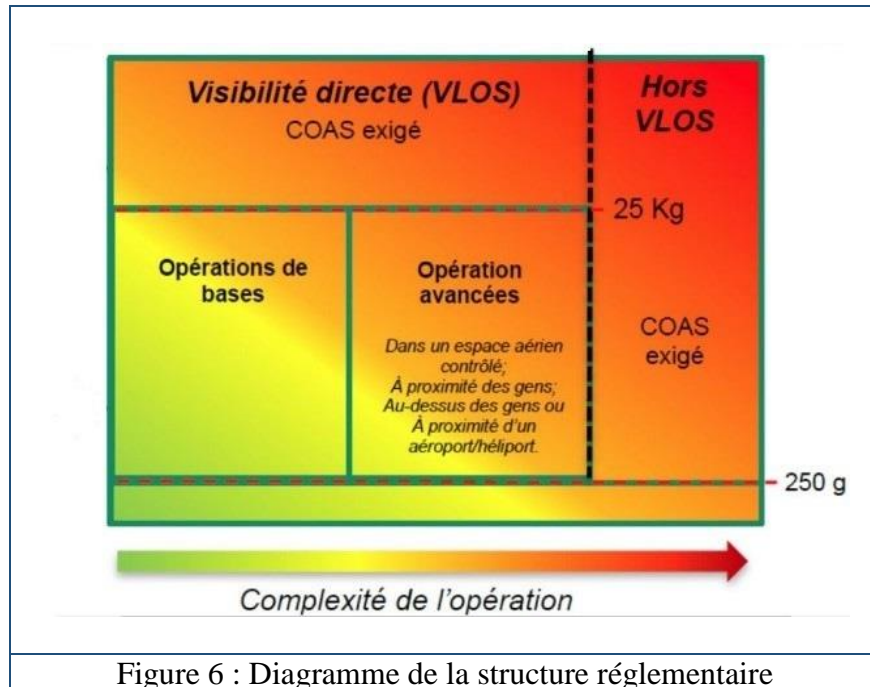 Visibilité directe (VLOS)
COAS exigé
Hors
VLOS
25 Kg
Opérations de
bases
Opération
avancées
Dans un espace aérien
contrôlé;
À proximité des gens;
Au-dessus des gens ou
À proximité d'un
aéroport/héliport.
COAS
exigé
250 g
Complexité de l'opération
Figure 6 : Diagramme de la structure réglementaire